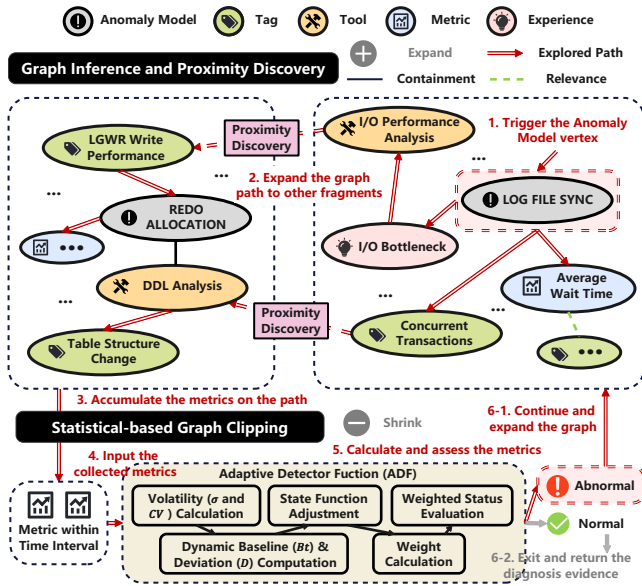 Anomaly Model
Tag
Tool
Metric
Experience
Expand
Explored Path
Graph Inference and Proximity Discovery
Containment
Relevance
LGWR Write
Performance
Proximity
Discovery
I/O Performance
Analysis
1. Trigger the Anomaly
Model vertex
...
...
2. Expand the graph
path to other fragments
...
REDO
ALLOCATION
LOG FILE SYNC
...
I/O Bottleneck
DDL Analysis
...
Average
Wait Time
...
...
Proximity
Discovery
Concurrent
Transactions
Table Structure
Change
...
3. Accumulate the metrics on the path
Statistical-based Graph Clipping
Shrink
6-1. Continue and
expand the graph
4. Input the
collected metrics
5. Calculate and assess the metrics
Adaptive Detector Fuction (ADF)
Volatility (σ and
CV ) Calculation
State Function
Adjustment
Weighted Status
Evaluation
Abnormal
Metric within
Time Interval
Normal
Dynamic Baseline (Bt) &
Deviation (D) Computation
Weight
Calculation
6-2. Exit and return the
diagnosis evidence